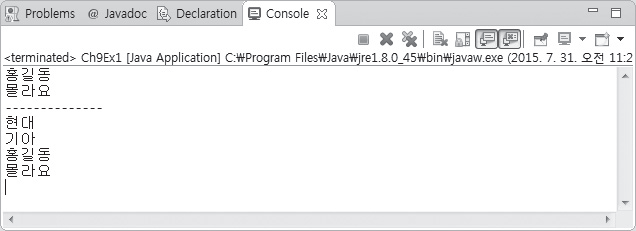 Problems @ Javadoc Declaration Console
<terminated> Ch9Ex1 [Java Application] C:₩Program Files₩Java₩jre1.8.0_45₩bin₩javaw.exe (2015. 7. 31. 오전 11:2
홍길동
몰라요
--------------
현대
기아
홍길동
몰라요